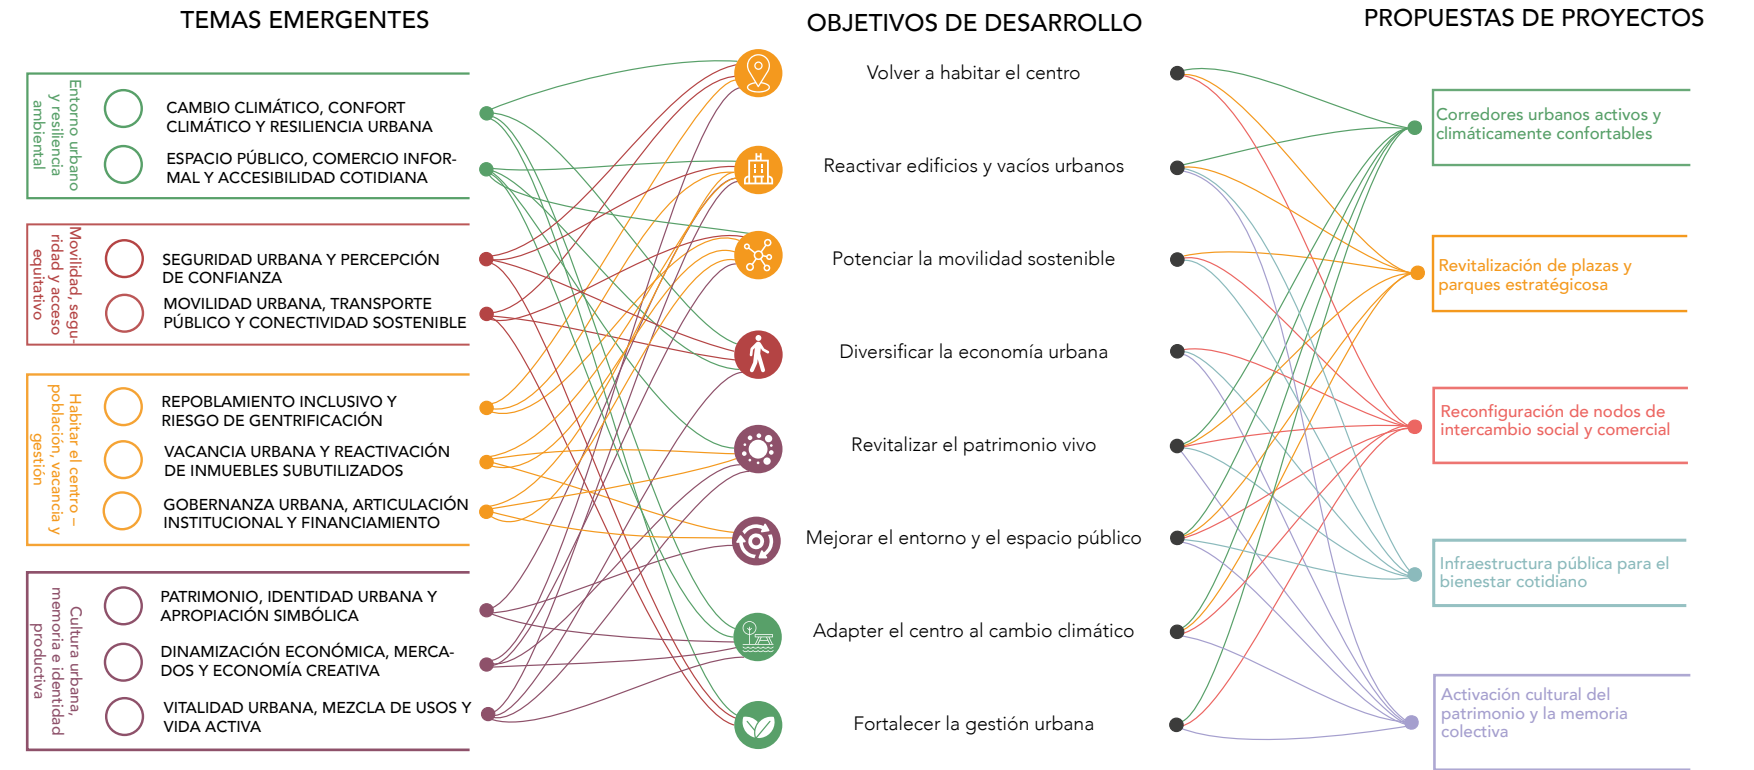 TEMAS EMERGENTES
OBJETIVOS DE DESARROLLO
PROPUESTAS DE PROYECTOS
Entorno urbano
y resiliencia
ambiental
CAMBIO CLIMÁTICO, CONFORT
CLIMÁTICO Y RESILIENCIA URBANA
ESPACIO PÚBLICO, COMERCIO INFOR-
MAL Y ACCESIBILIDAD COTIDIANA
Movilidad, segu-
ridad y acceso
equitativo
SEGURIDAD URBANA Y PERCEPCIÓN
DE CONFIANZA
MOVILIDAD URBANA, TRANSPORTE
PÚBLICO Y CONECTIVIDAD SOSTENIBLE
Habitar el centro –
población, vacancia y
gestión
REPOBLAMIENTO INCLUSIVO Y
RIESGO DE GENTRIFICACIÓN
VACANCIA URBANA Y REACTIVACIÓN
DE INMUEBLES SUBUTILIZADOS
GOBERNANZA URBANA, ARTICULACIÓN
INSTITUCIONAL Y FINANCIAMIENTO
Cultura urbana,
memoria e identidad
productiva
PATRIMONIO, IDENTIDAD URBANA Y
APROPIACIÓN SIMBÓLICA
DINAMIZACIÓN ECONÓMICA, MERCA-
DOS Y ECONOMÍA CREATIVA
VITALIDAD URBANA, MEZCLA DE USOS Y
VIDA ACTIVA
Volver a habitar el centro
Reactivar edificios y vacíos urbanos
Potenciar la movilidad sostenible
Diversificar la economía urbana
Revitalizar el patrimonio vivo
Mejorar el entorno y el espacio público
Adapter el centro al cambio climático
Fortalecer la gestión urbana
Corredores urbanos activos y
climáticamente confortables
Revitalización de plazas y
parques estratégicosa
Reconfiguración de nodos de
intercambio social y comercial
Infraestructura pública para el
bienestar cotidiano
Activación cultural del
patrimonio y la memoria
colectiva